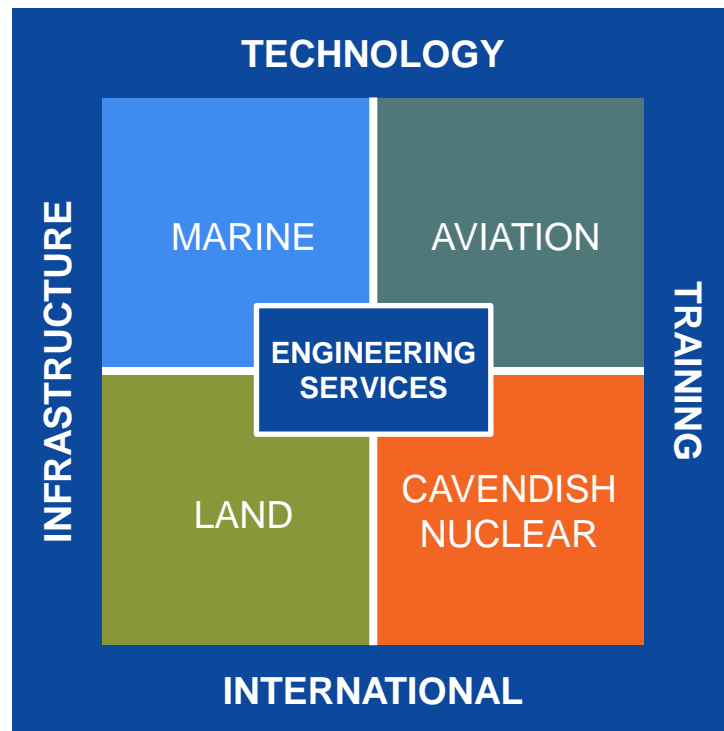 TECHNOLOGY
INFRASTRUCTURE
MARINE
AVIATION
TRAINING
ENGINEERING
SERVICES
LAND
CAVENDISH
NUCLEAR
INTERNATIONAL